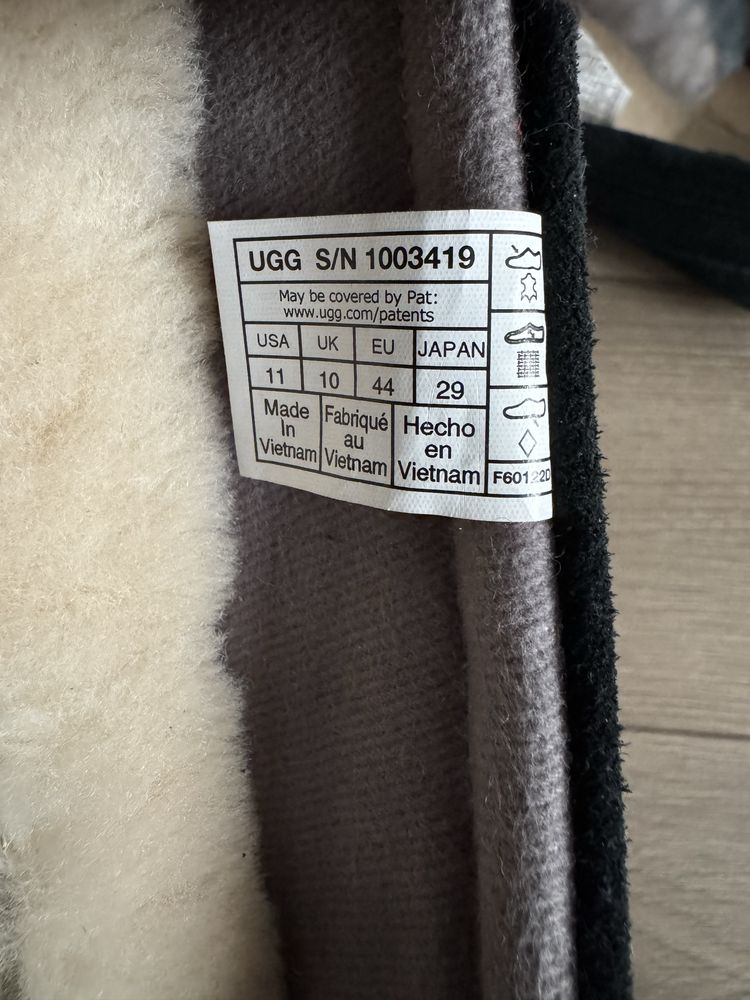 UGG S/N 1003419
May be covered by Pat:
www.ugg.com/patents
USA UK EU JAPAN
11 10 44 29
Made
In
Vietnam
Fabriqué
au
Vietnam
Hecho
en
Vietnam